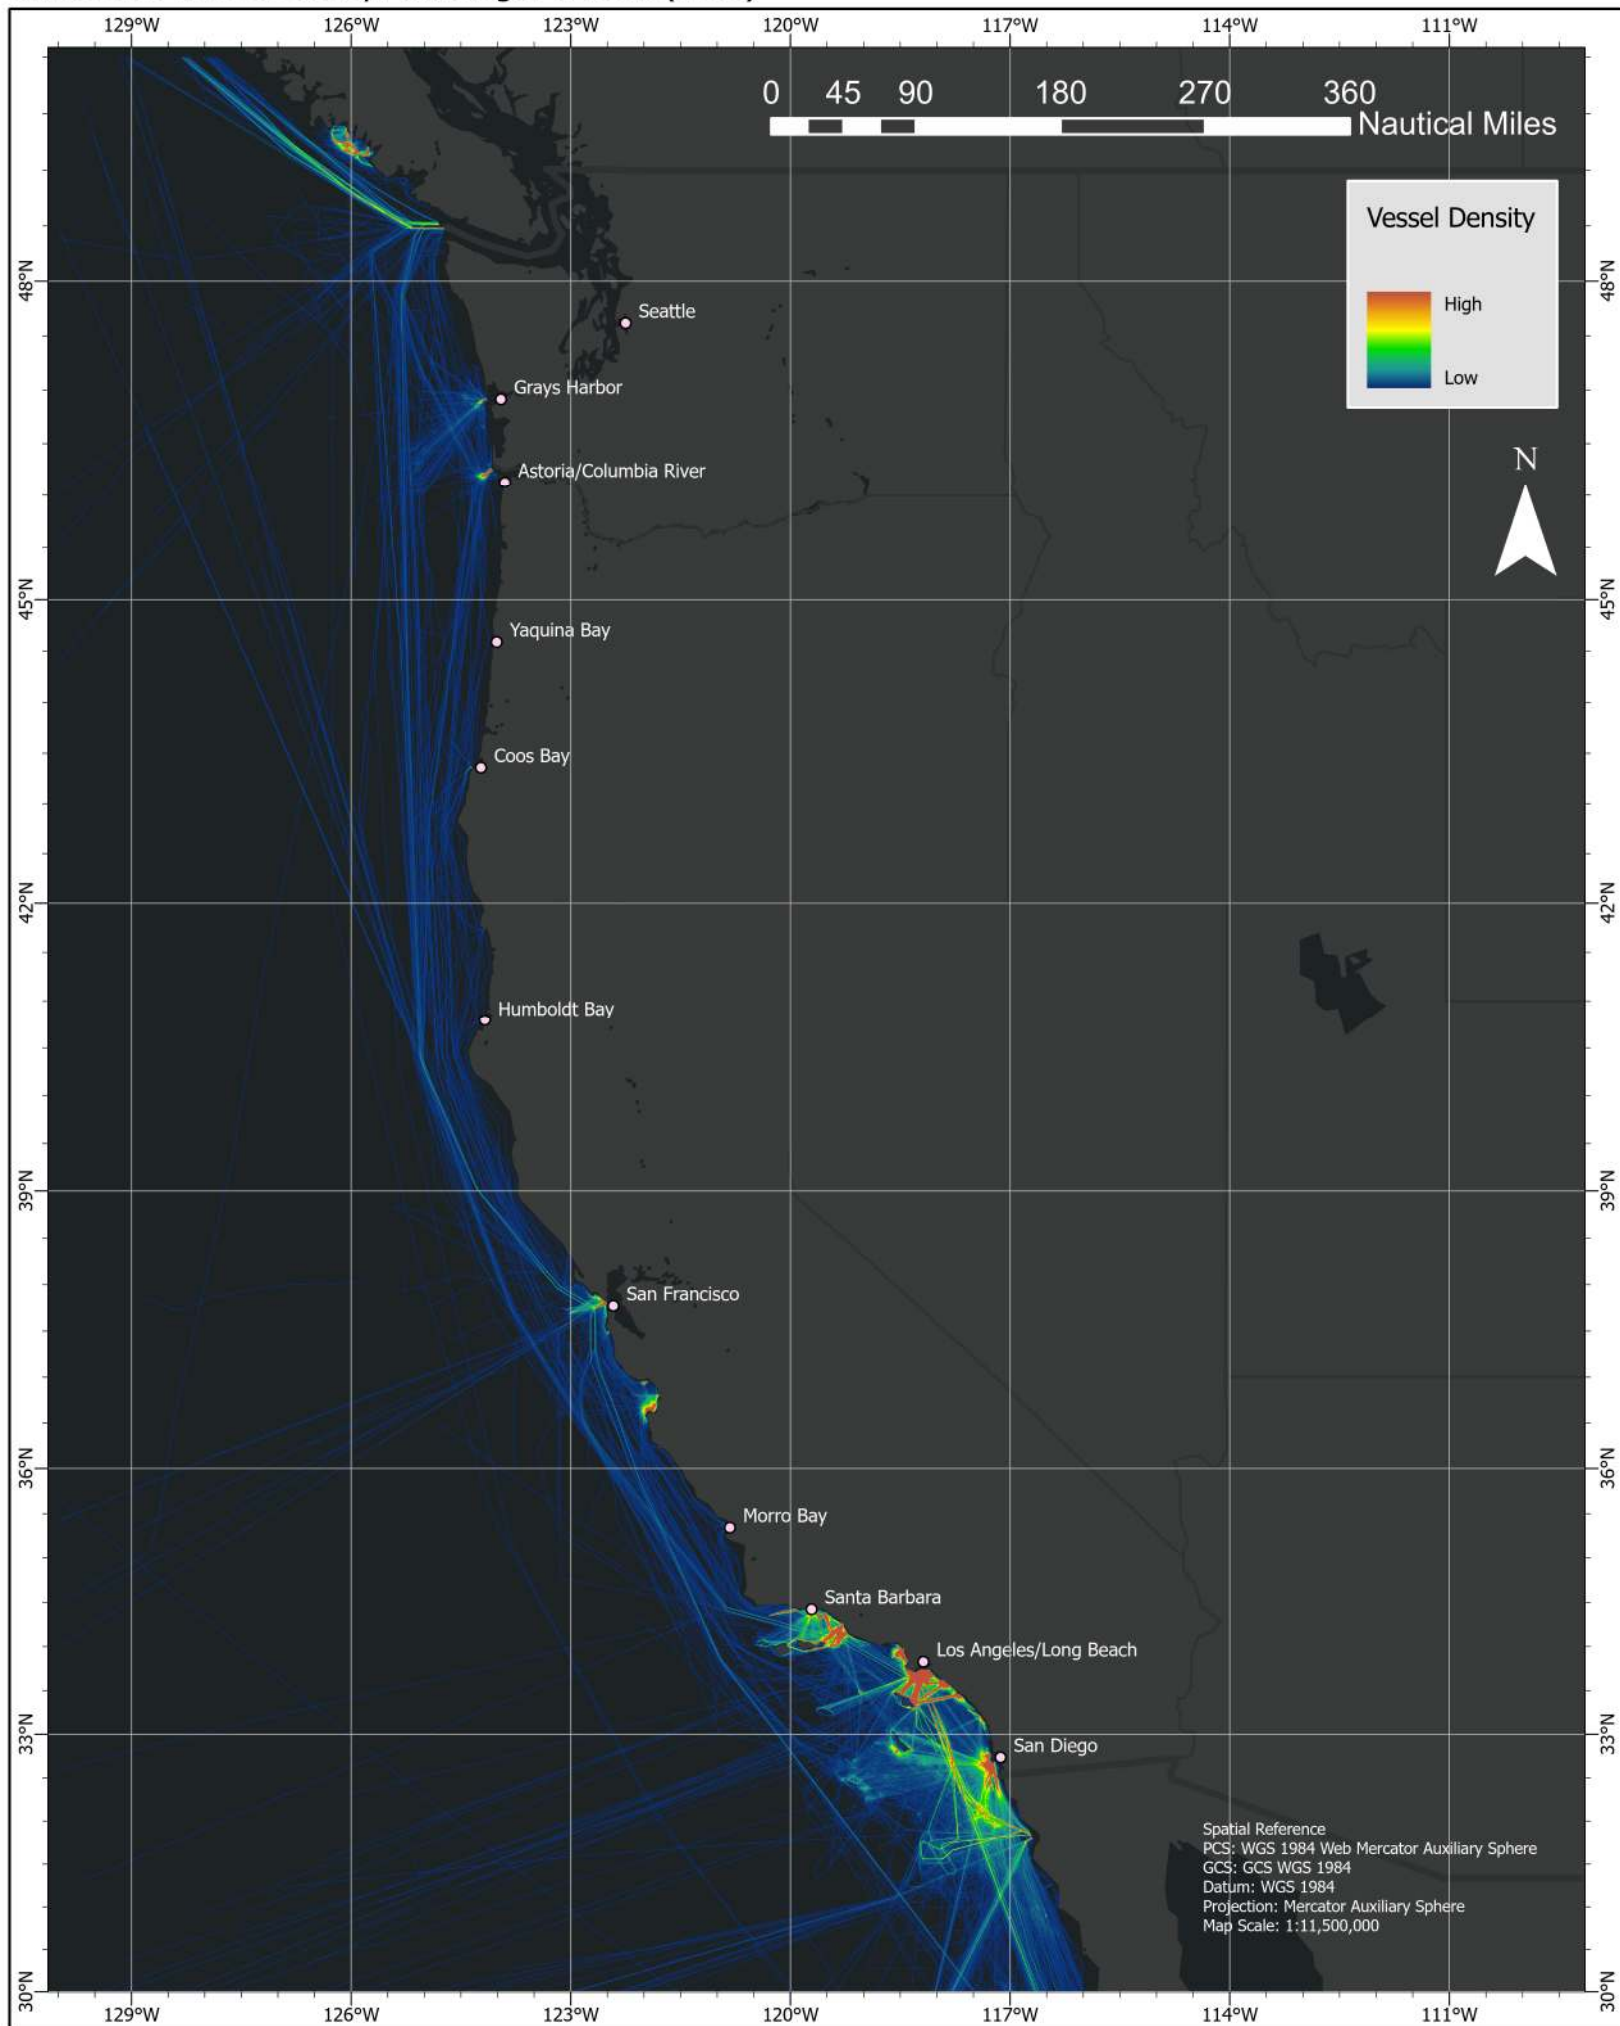 129°W 126°W 123°W 120°W 117°W 114°W 111°W
0 45 90 180 270 360
Nautical Miles
Vessel Density
High
Low
48°N 48°N
Seattle
Grays Harbor
N
Astoria/Columbia River
45°N 45°N
Yaquina Bay
Coos Bay
42°N 42°N
Humboldt Bay
39°N 39°N
San Francisco
36°N 36°N
Morro Bay
Santa Barbara
Los Angeles/Long Beach
33°N 33°N
San Diego
Spatial Reference
PCS: WGS 1984 Web Mercator Auxiliary Sphere
GCS: GCS WGS 1984
Datum: WGS 1984
Projection: Mercator Auxiliary Sphere
Map Scale: 1:11,500,000
30°N 30°N
129°W 126°W 123°W 120°W 117°W 114°W 111°W